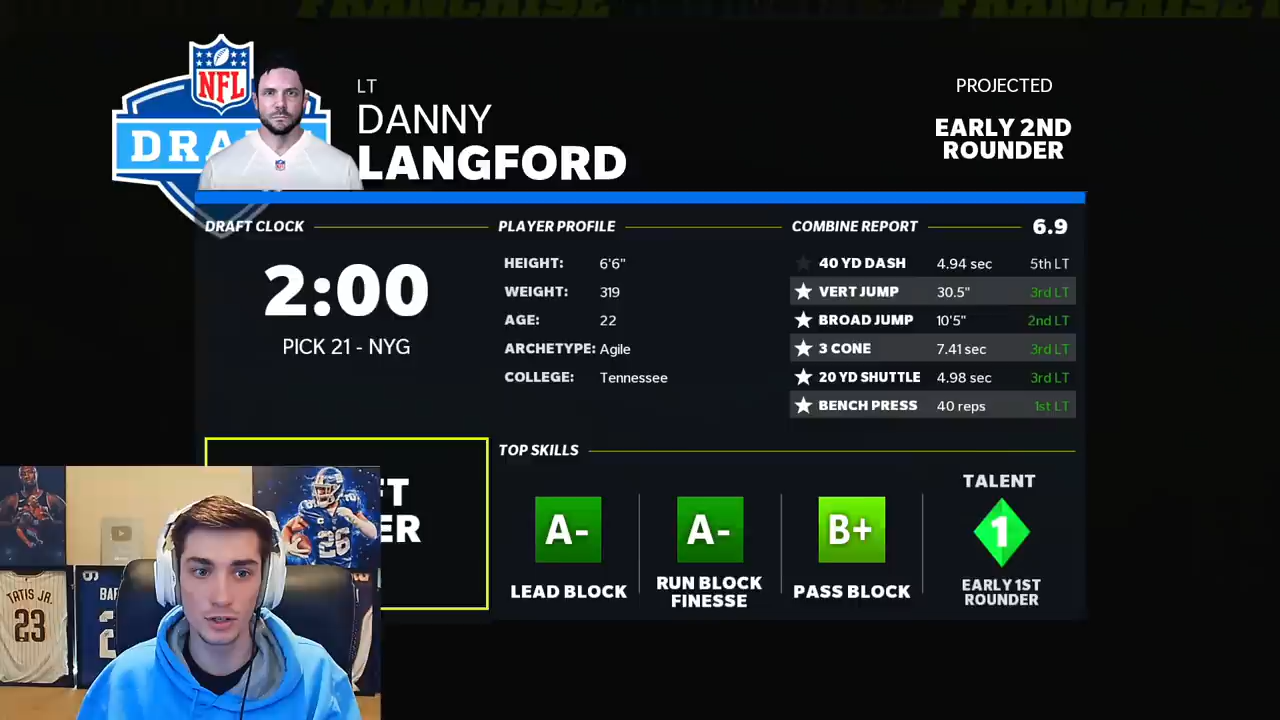 NFL
LT
DANNY
LANGFORD
PROJECTED
EARLY 2ND
ROUNDER
DRAFT CLOCK
2:00
PICK 21 - NYG
PLAYER PROFILE
HEIGHT: 6'6"
WEIGHT: 319
AGE: 22
ARCHETYPE: Agile
COLLEGE: Tennessee
COMBINE REPORT 6.9
40 YD DASH 4.94 sec 5th LT
VERT JUMP 30.5" 3rd LT
BROAD JUMP 10'5" 2nd LT
3 CONE 7.41 sec 3rd LT
20 YD SHUTTLE 4.98 sec 3rd LT
BENCH PRESS 40 reps 1st LT
TOP SKILLS
A-
LEAD BLOCK
A-
RUN BLOCK
FINESSE
B+
PASS BLOCK
TALENT
1
EARLY 1ST
ROUNDER
26
TATIS JR.
23